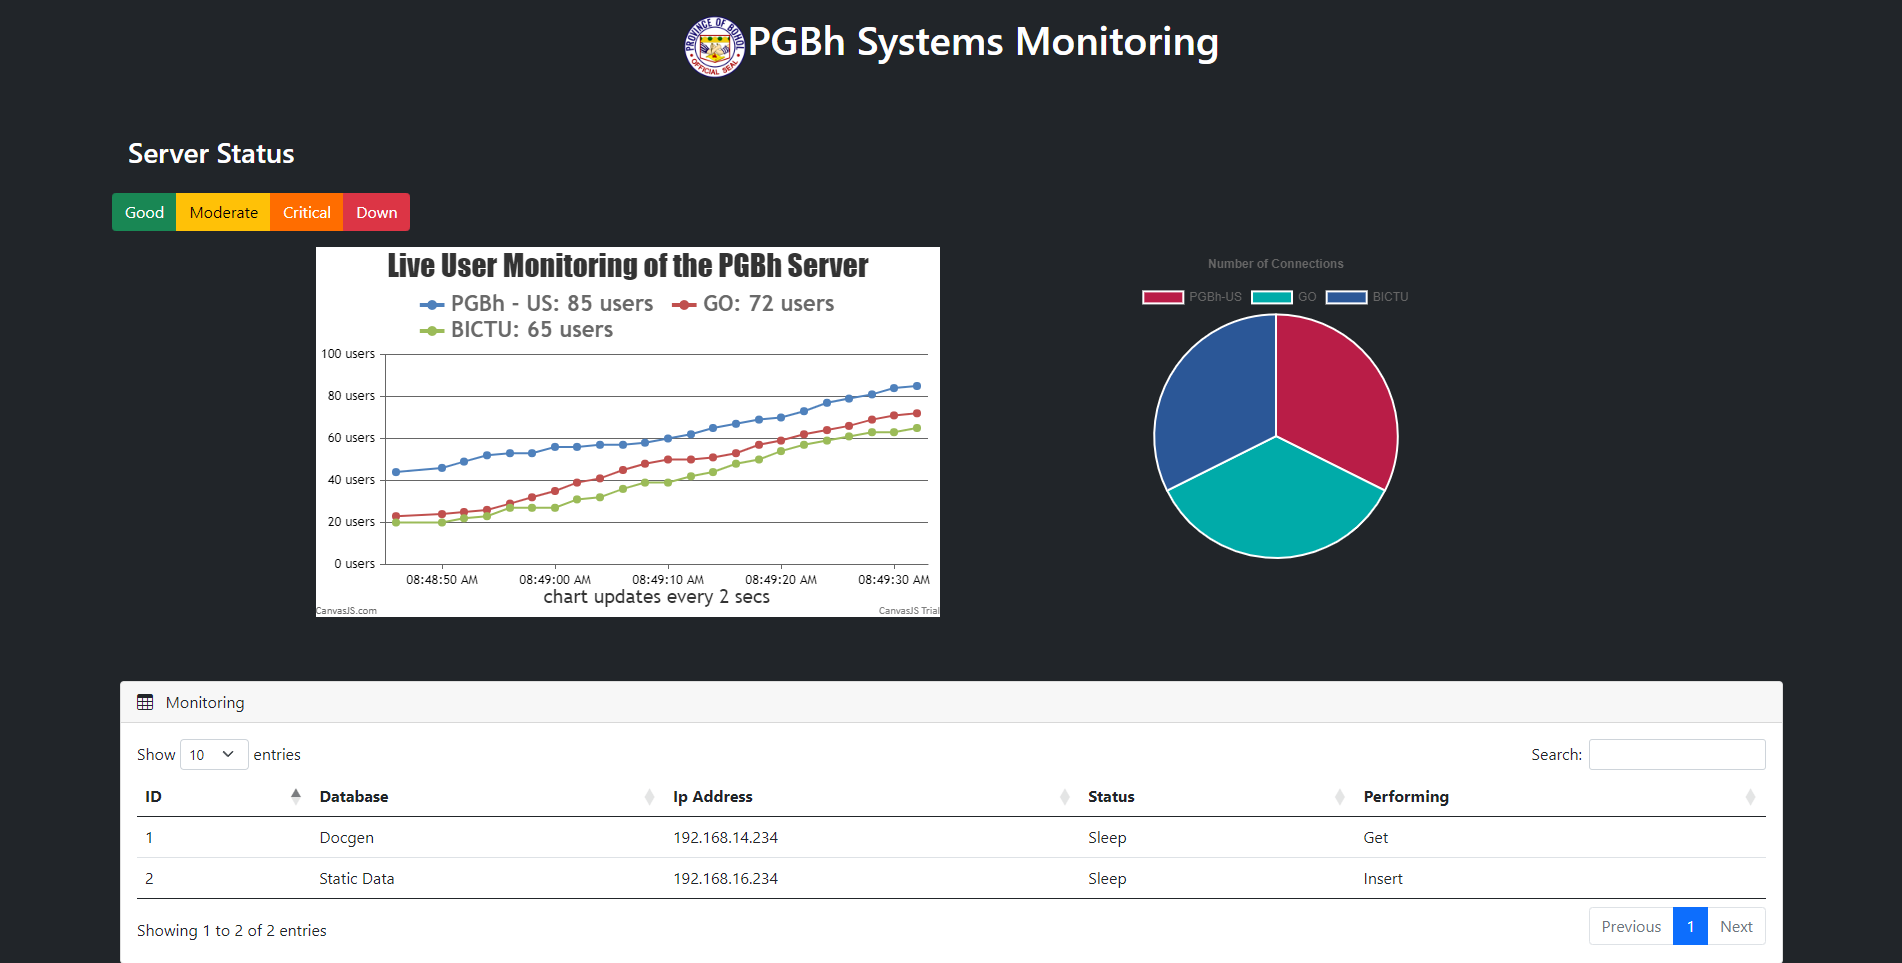 PROVINCE OF BOHOL
OFFICIAL SEAL
PGBh Systems Monitoring
Server Status
Good Moderate Critical Down
Live User Monitoring of the PGBh Server
PGBh - US: 85 users GO: 72 users
BICTU: 65 users
100 users
80 users
60 users
40 users
20 users
0 users
08:48:50 AM 08:49:00 AM 08:49:10 AM 08:49:20 AM 08:49:30 AM
chart updates every 2 secs
CanvasJS.com CanvasJS Trial
Number of Connections
PGBh-US GO BICTU
Monitoring
Show 10 entries Search:
ID Database Ip Address Status Performing
1 Docgen 192.168.14.234 Sleep Get
2 Static Data 192.168.16.234 Sleep Insert
Showing 1 to 2 of 2 entries Previous 1 Next